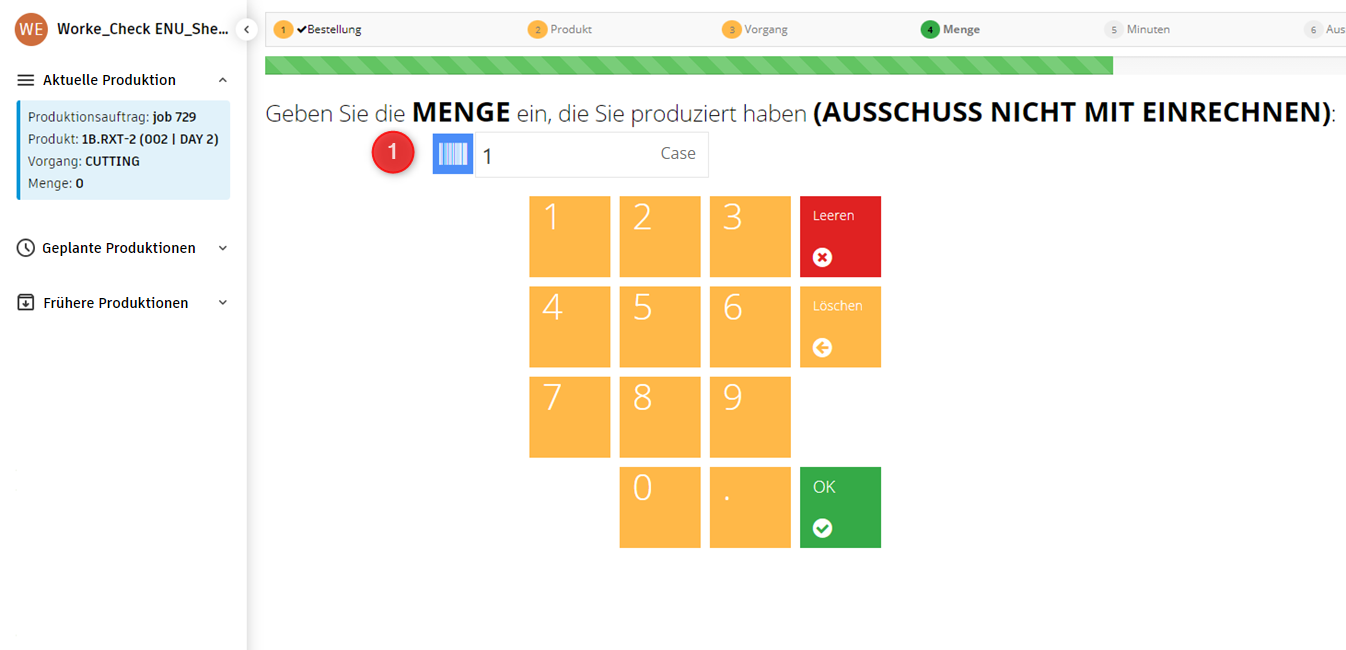 WE Worke_Check ENU_She...
Aktuelle Produktion
Produktionsauftrag: job 729
Produkt: 1B.RXT-2 (002 | DAY 2)
Vorgang: CUTTING
Menge: 0
Geplante Produktionen
Frühere Produktionen
1 Bestellung 2 Produkt 3 Vorgang 4 Menge 5 Minuten 6 Aus
Geben Sie die MENGE ein, die Sie produziert haben (AUSSCHUSS NICHT MIT EINRECHNEN):
1 1 Case
1 2 3 Leeren
4 5 6 Löschen
7 8 9
0 . OK